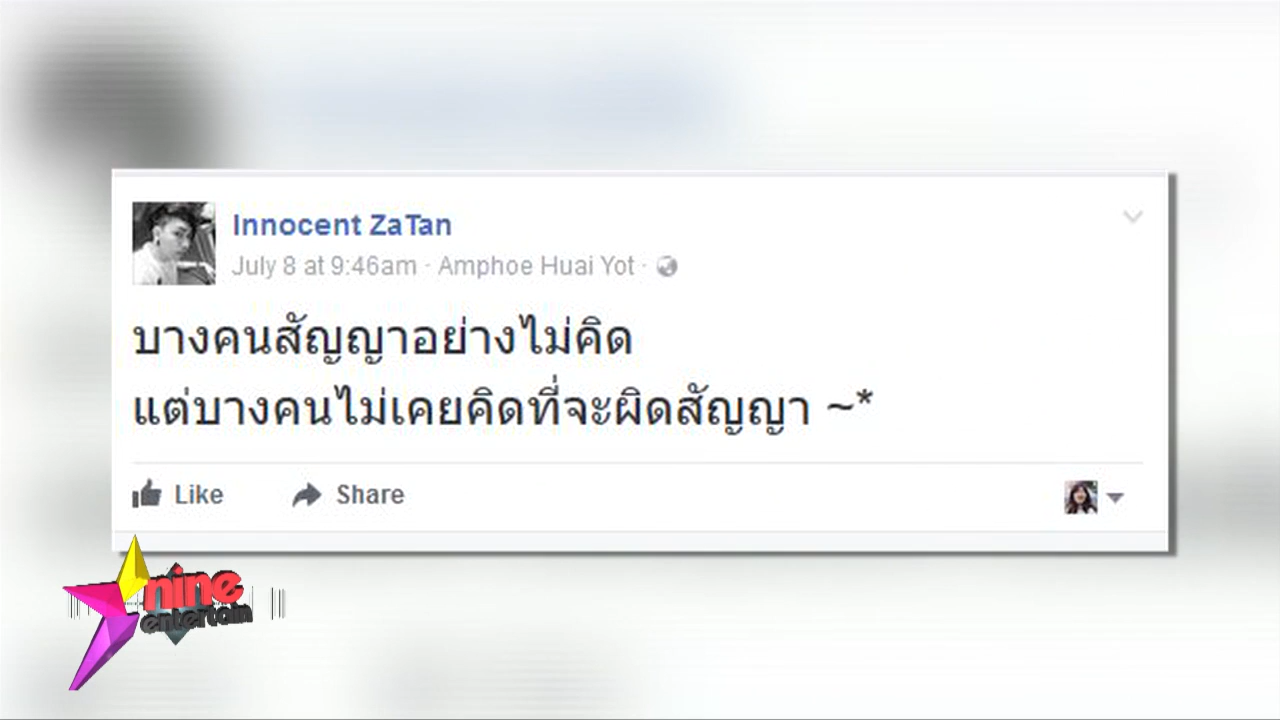 Innocent ZaTan
July 8 at 9:46am · Amphoe Huai Yot ·
บางคนสัญญาอย่างไม่คิด
แต่บางคนไม่เคยคิดที่จะผิดสัญญา ~*
Like Share
nine
entertain